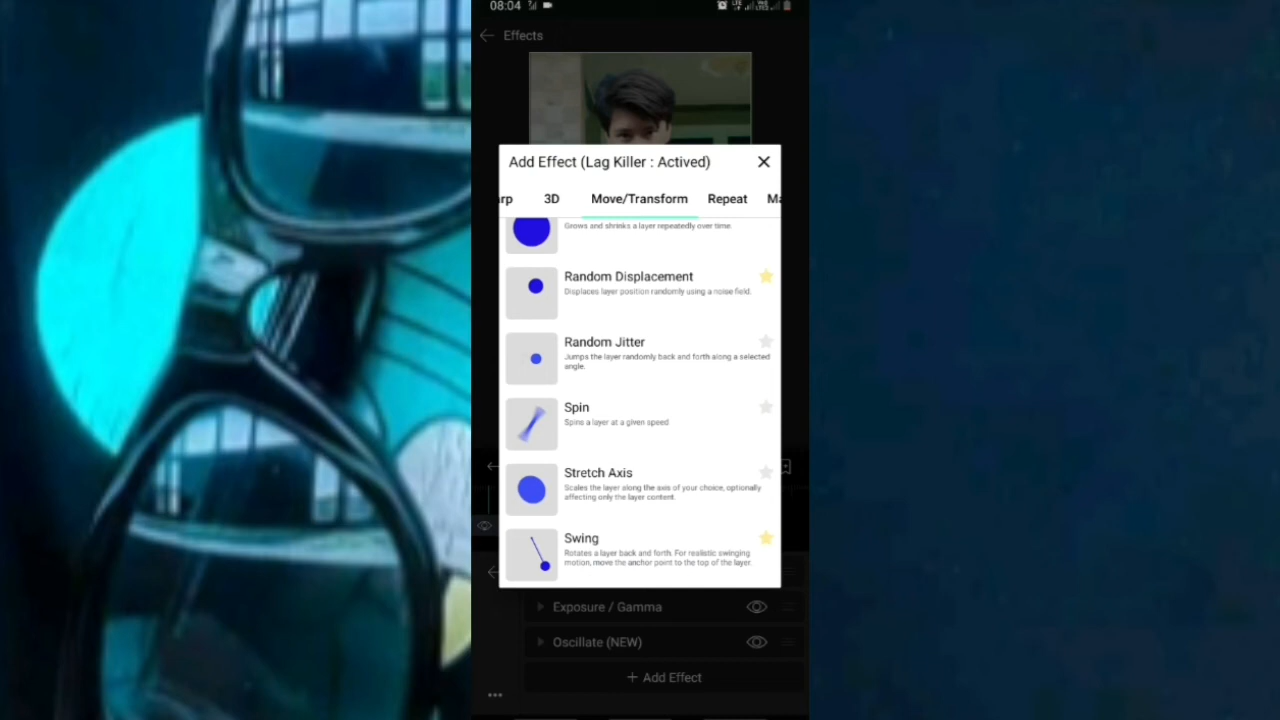 08:04
Effects
Add Effect (Lag Killer : Actived)
rp 3D Move/Transform Repeat Ma
Grows and shrinks a layer repeatedly over time.
Random Displacement
Displaces layer position randomly using a noise field.
Random Jitter
Jumps the layer randomly back and forth along a selected
angle.
Spin
Spins a layer at a given speed
Stretch Axis
Scales the layer along the axis of your choice, optionally
affecting only the layer content.
Swing
Rotates a layer back and forth. For realistic swinging
motion, move the anchor point to the top of the layer.
Exposure / Gamma
Oscillate (NEW)
+ Add Effect